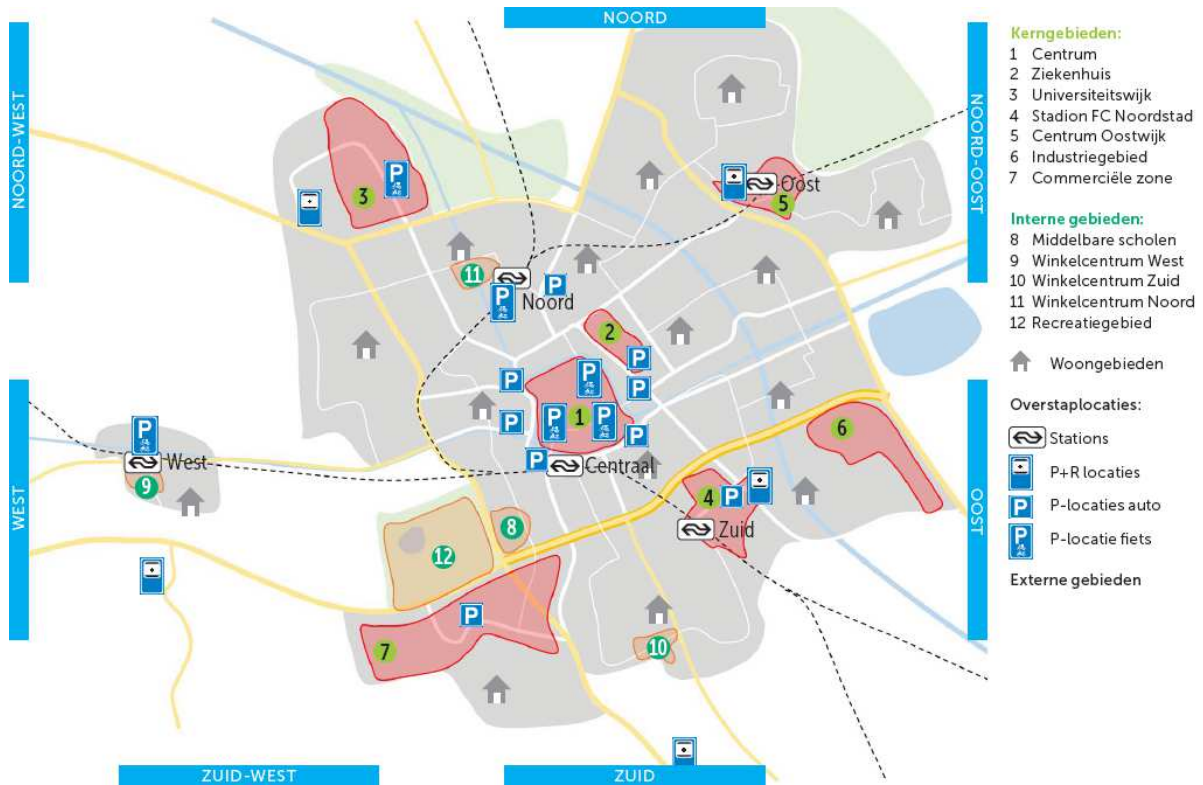 NOORD
NOORD-WEST
NOORD-OOST
WEST
OOST
ZUID-WEST
ZUID
3
P
Oost
5
11
Noord
P
P
2
P
P
P
P
P
1
P
P
P
P
Centraal
6
P
West
9
4
P
Zuid
8
12
P
7
10
Kerngebieden:
1 Centrum
2 Ziekenhuis
3 Universiteitswijk
4 Stadion FC Noordstad
5 Centrum Oostwijk
6 Industriegebied
7 Commerciële zone
Interne gebieden:
8 Middelbare scholen
9 Winkelcentrum West
10 Winkelcentrum Zuid
11 Winkelcentrum Noord
12 Recreatiegebied
Woongebieden
Overstaplocaties:
Stations
P+R locaties
P P-locaties auto
P P-locatie fiets
Externe gebieden